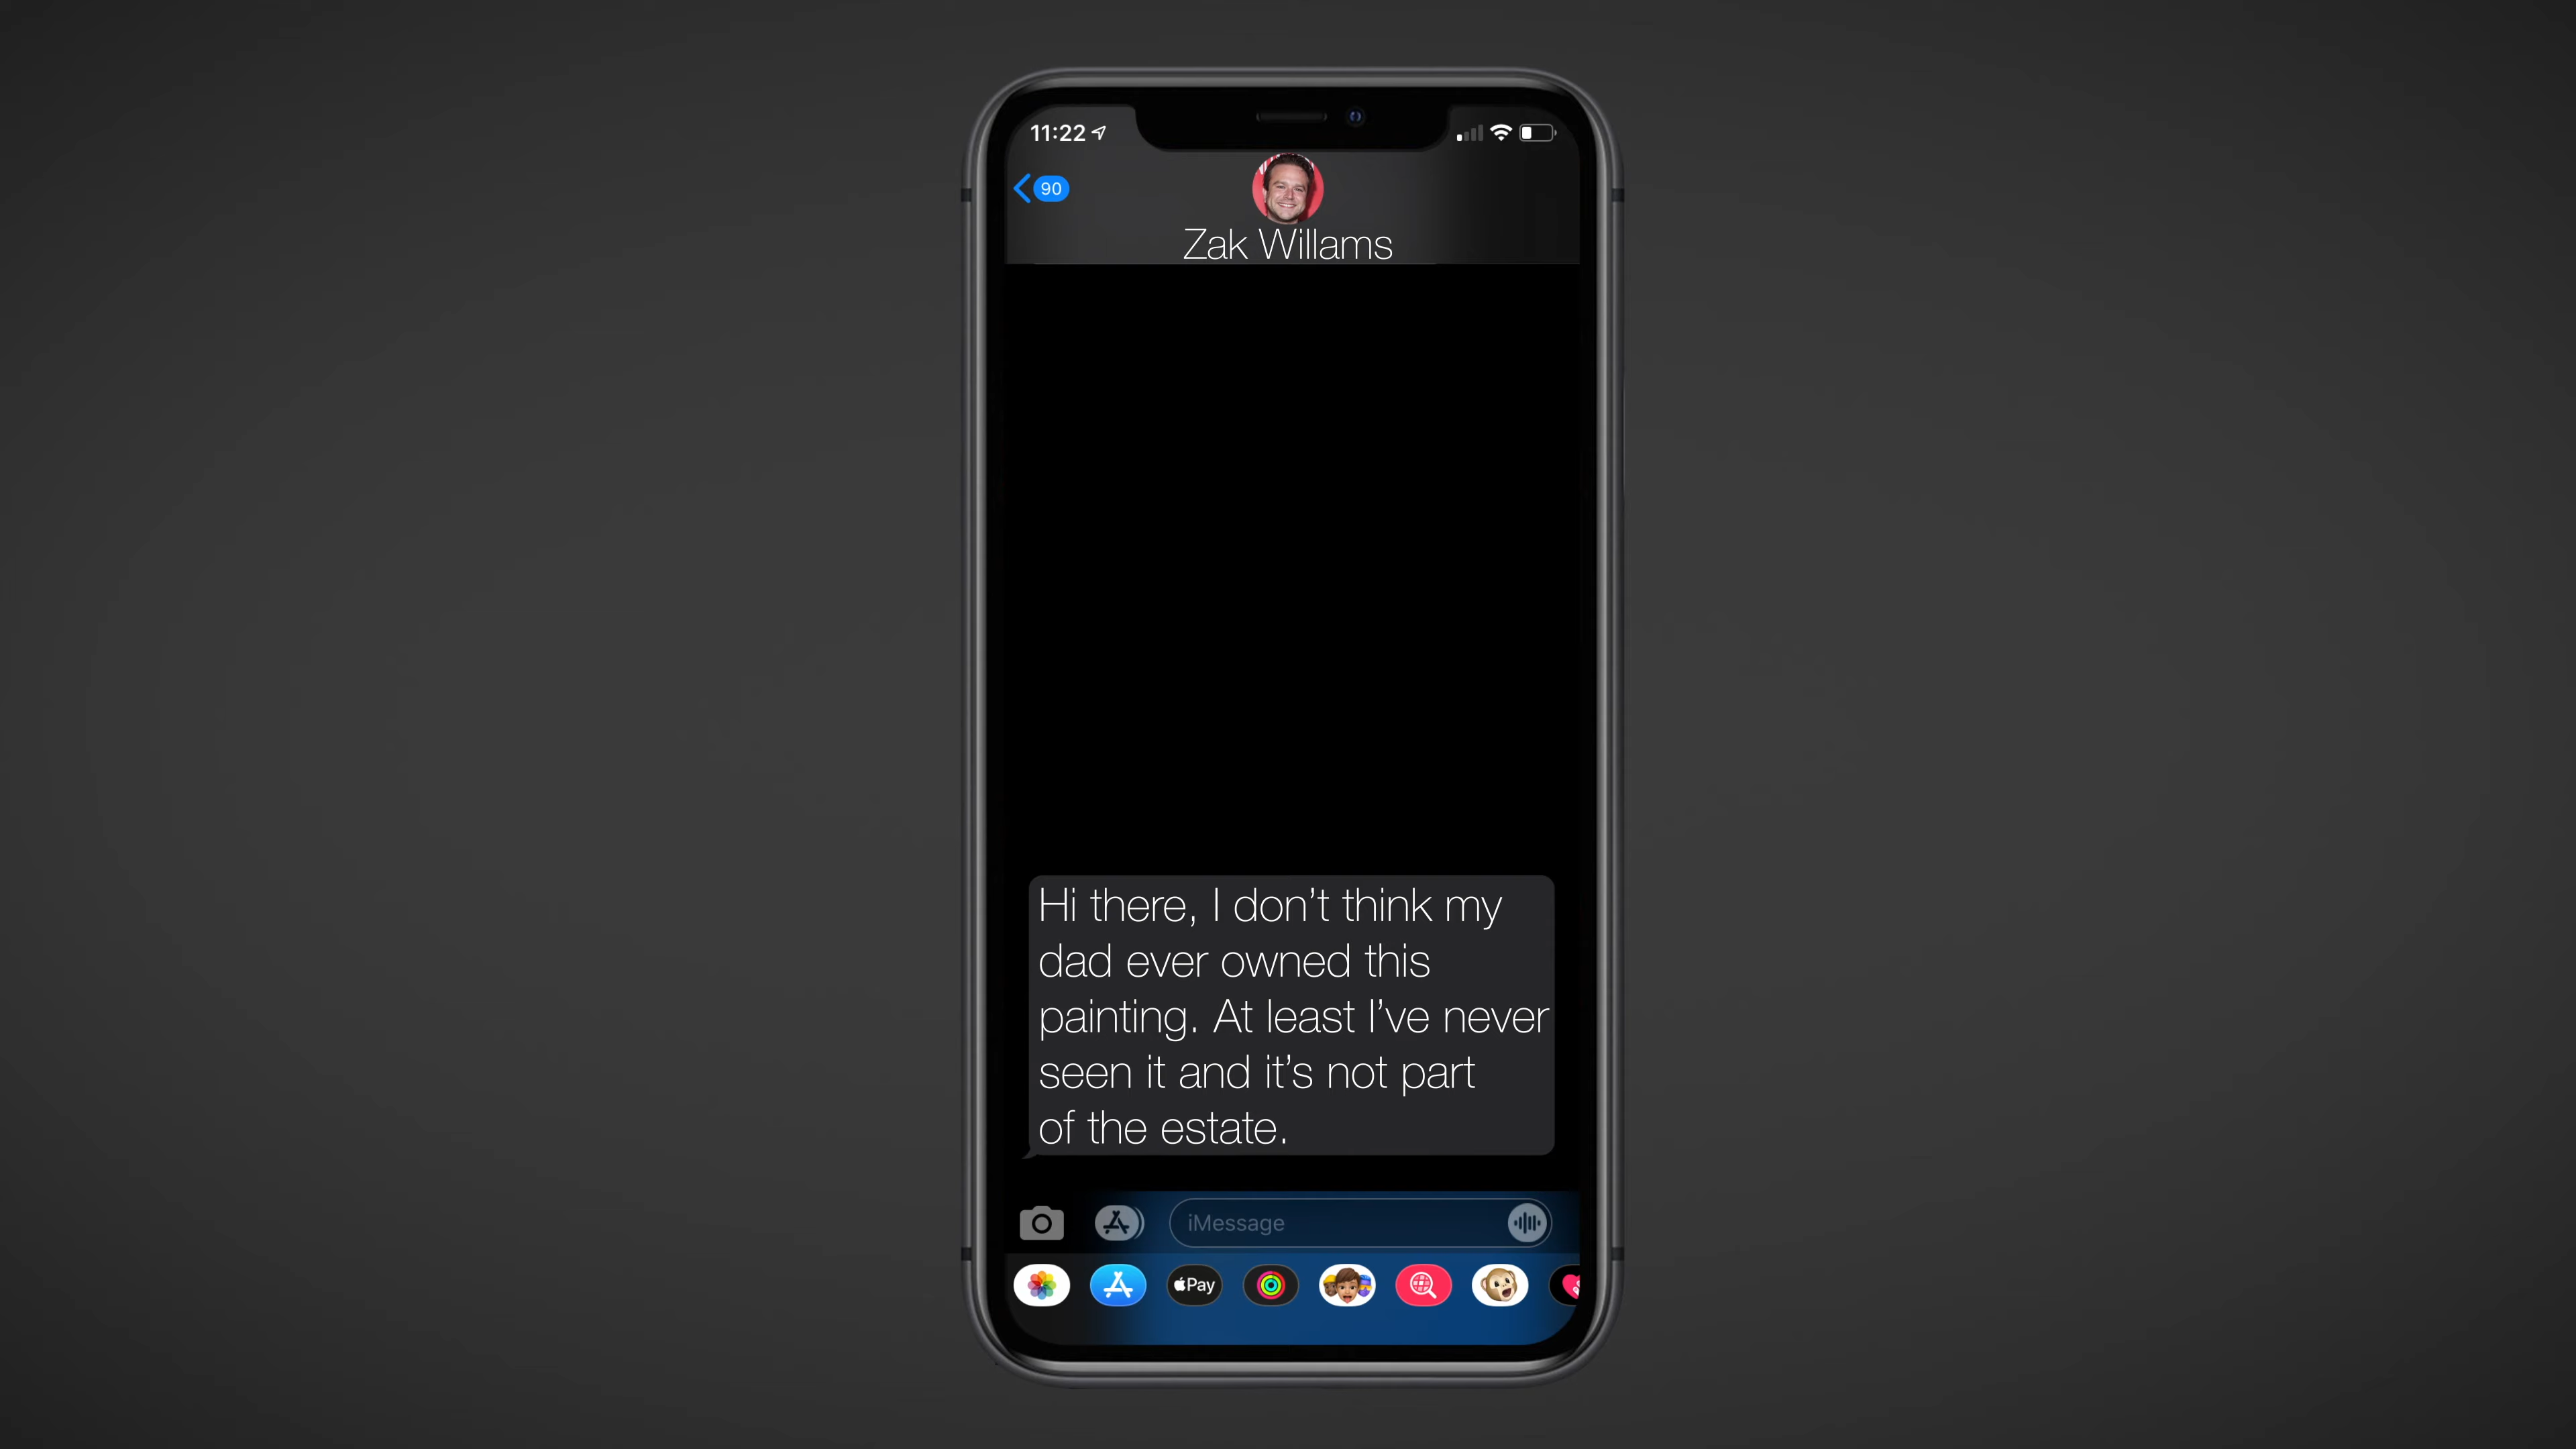 11:22
90
Zak Willams
Hi there, I don’t think my
dad ever owned this
painting. At least I’ve never
seen it and it’s not part
of the estate.
iMessage
Pay